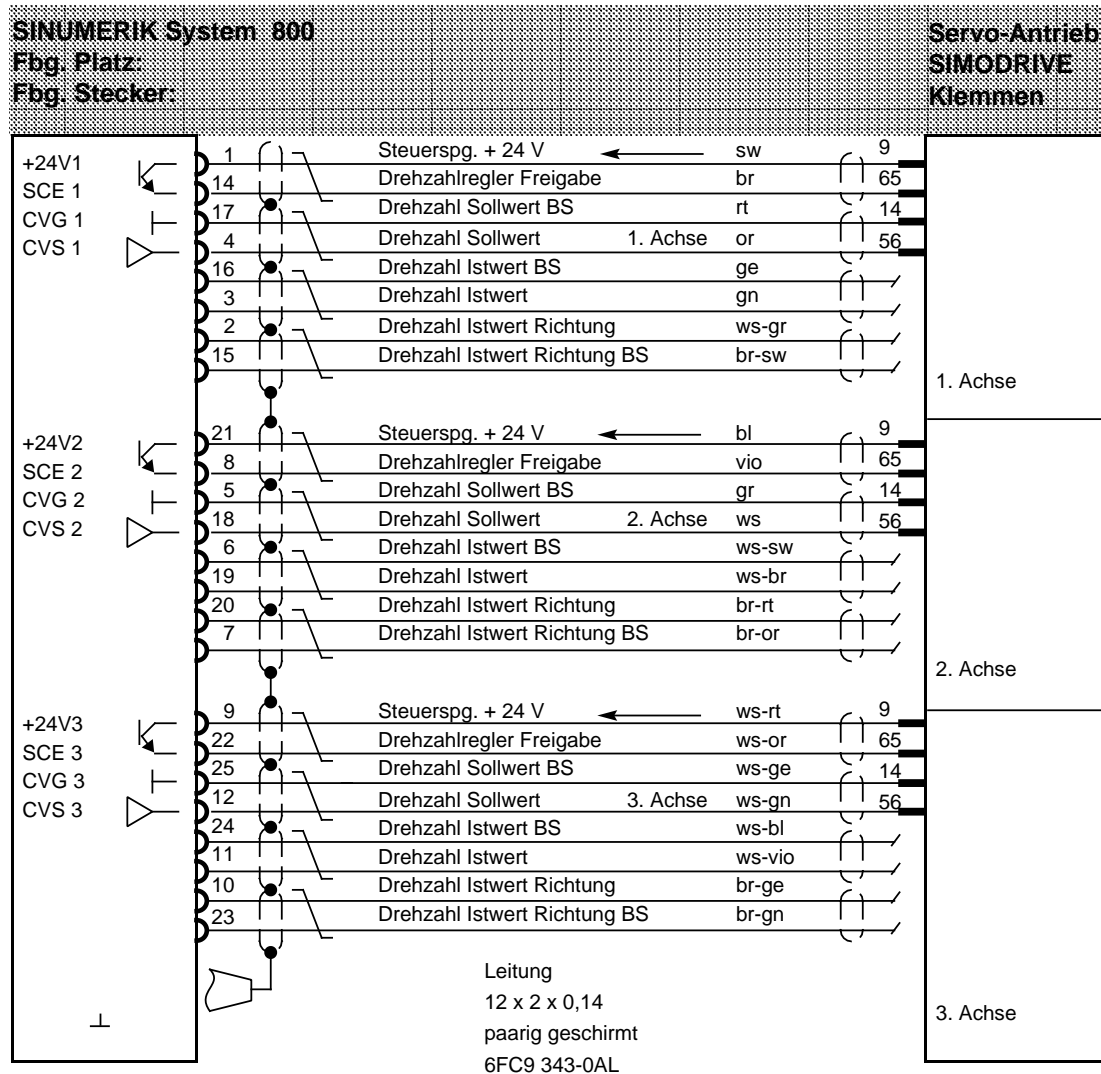 SINUMERIK System 800
Fbg. Platz:
Fbg. Stecker:
Servo-Antrieb
SIMODRIVE
Klemmen
+24V1 1 Steuerspg. + 24 V sw 9
SCE 1 14 Drehzahlregler Freigabe br 65
CVG 1 17 Drehzahl Sollwert BS rt 14
CVS 1 4 Drehzahl Sollwert 1. Achse or 56
16 Drehzahl Istwert BS ge
3 Drehzahl Istwert gn
2 Drehzahl Istwert Richtung ws-gr
15 Drehzahl Istwert Richtung BS br-sw
1. Achse
+24V2 21 Steuerspg. + 24 V bl 9
SCE 2 8 Drehzahlregler Freigabe vio 65
CVG 2 5 Drehzahl Sollwert BS gr 14
CVS 2 18 Drehzahl Sollwert 2. Achse ws 56
6 Drehzahl Istwert BS ws-sw
19 Drehzahl Istwert ws-br
20 Drehzahl Istwert Richtung br-rt
7 Drehzahl Istwert Richtung BS br-or
2. Achse
+24V3 9 Steuerspg. + 24 V ws-rt 9
SCE 3 22 Drehzahlregler Freigabe ws-or 65
CVG 3 25 Drehzahl Sollwert BS ws-ge 14
CVS 3 12 Drehzahl Sollwert 3. Achse ws-gn 56
24 Drehzahl Istwert BS ws-bl
11 Drehzahl Istwert ws-vio
10 Drehzahl Istwert Richtung br-ge
23 Drehzahl Istwert Richtung BS br-gn
3. Achse
Leitung
12 x 2 x 0,14
paarig geschirmt
6FC9 343-0AL